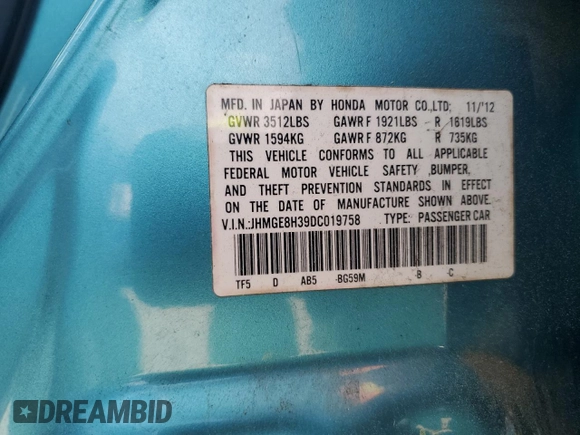 MFD. IN JAPAN BY HONDA MOTOR CO.,LTD; 11/'12
GVWR 3512LBS GAWR F 1921LBS R 1619LBS
GVWR 1594KG GAWR F 872KG R 735KG
THIS VEHICLE CONFORMS TO ALL APPLICABLE
FEDERAL MOTOR VEHICLE SAFETY ,BUMPER,
AND THEFT PREVENTION STANDARDS IN EFFECT
ON THE DATE OF MANUFACTURE SHOWN ABOVE.
V.I.N.:JHMGE8H39DC019758 TYPE: PASSENGER CAR
TF5 D AB5 -BG59M B C
DREAMBID